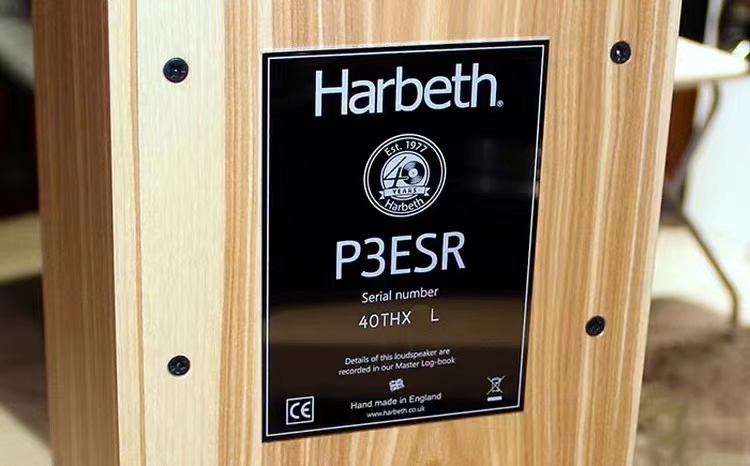 Harbeth®
Est. 1977
40
YEARS
Harbeth
P3ESR
Serial number
40THX L
Details of this loudspeaker are
recorded in our Master Log-book
Hand made in England
www.harbeth.co.uk
CE